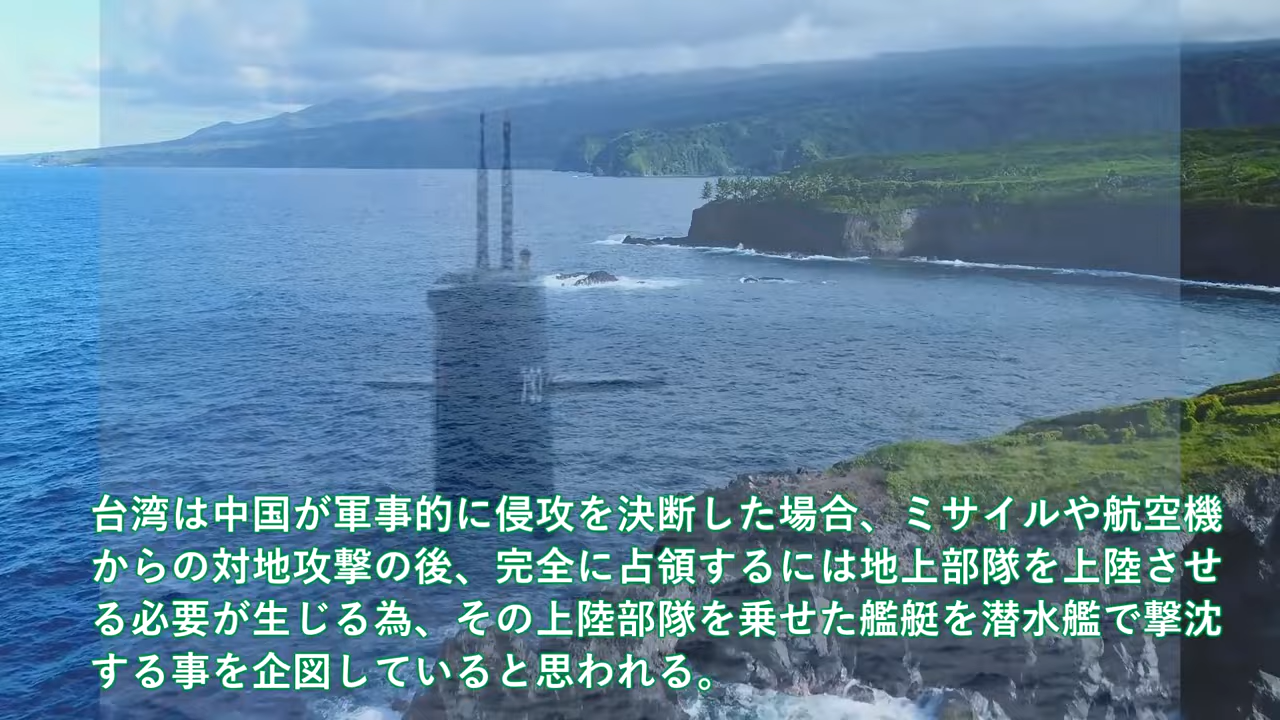 台湾は中国が軍事的に侵攻を決断した場合、ミサイルや航空機
からの対地攻撃の後、完全に占領するには地上部隊を上陸させ
る必要が生じる為、その上陸部隊を乗せた艦艇を潜水艦で撃沈
する事を企図していると思われる。